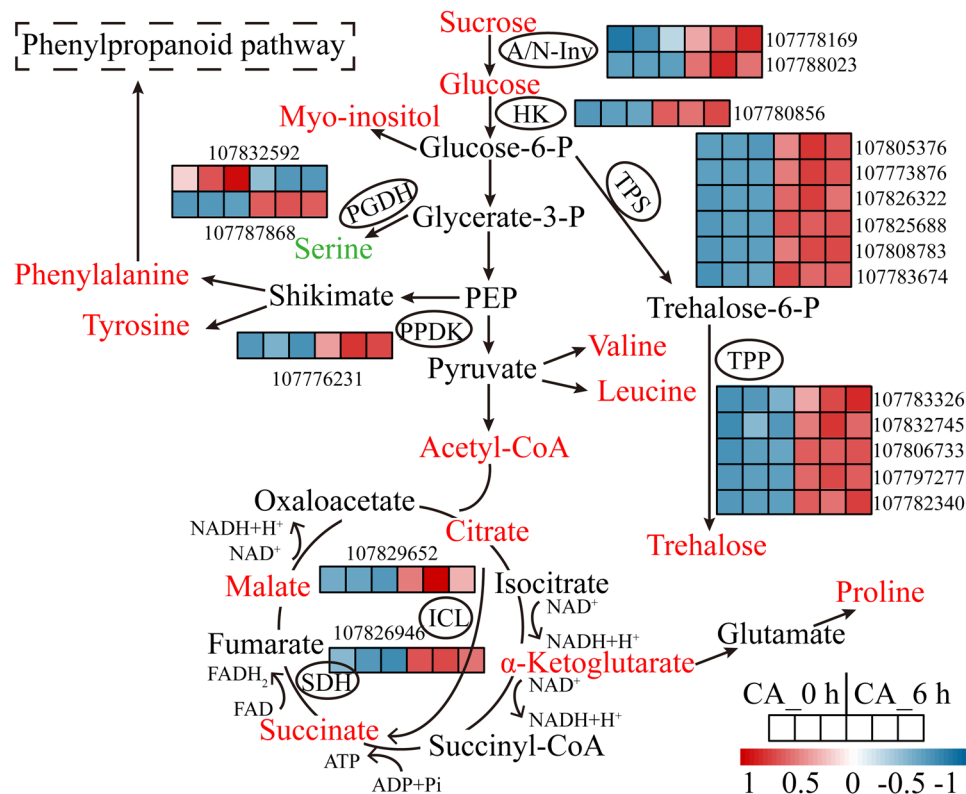 Sucrose
A/N-Inv
107778169
107788023
Phenylpropanoid pathway
Glucose
HK
107780856
Myo-inositol
Glucose-6-P
TPS
107805376
107773876
107826322
107825688
107808783
107783674
107832592
107787868
PGDH
Glycerate-3-P
Serine
Phenylalanine
Shikimate
PEP
Trehalose-6-P
Tyrosine
PPDK
107776231
Pyruvate
Valine
Leucine
TPP
107783326
107832745
107806733
107797277
107782340
Acetyl-CoA
Oxaloacetate
Citrate
Trehalose
NADH+H⁺
NAD⁺
Malate
107829652
ICL
Isocitrate
NAD⁺
NADH+H⁺
Proline
Glutamate
Fumarate
107826946
SDH
α-Ketoglutarate
FADH₂
FAD
NAD⁺
NADH+H⁺
Succinate
Succinyl-CoA
ATP
ADP+Pi
CA_0 h CA_6 h
1 0.5 0 -0.5 -1